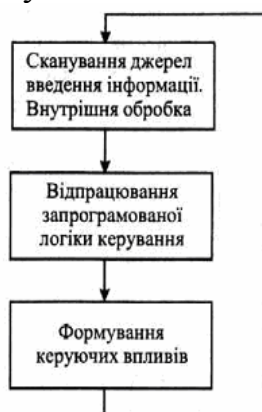 Сканування джерел
введення інформації.
Внутрішня обробка
Відпрацювання
запрограмованої
логіки керування
Формування
керуючих впливів